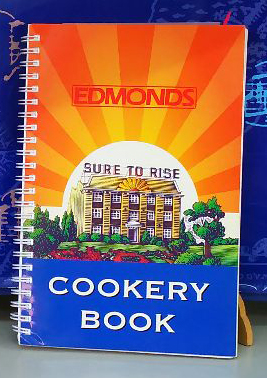 EDMONDS
SURE TO RISE
COOKERY
BOOK